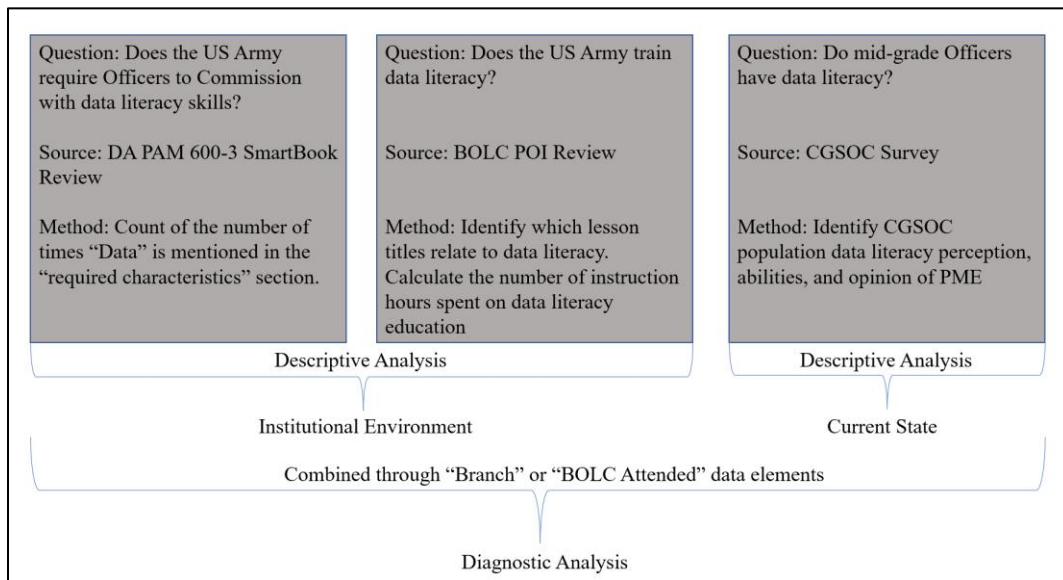 Question: Does the US Army
require Officers to Commission
with data literacy skills?
Source: DA PAM 600-3 SmartBook
Review
Method: Count of the number of
times “Data” is mentioned in the
“required characteristics” section.
Question: Does the US Army train
data literacy?
Source: BOLC POI Review
Method: Identify which lesson
titles relate to data literacy.
Calculate the number of instruction
hours spent on data literacy
education
Question: Do mid-grade Officers
have data literacy?
Source: CGSOC Survey
Method: Identify CGSOC
population data literacy perception,
abilities, and opinion of PME
Descriptive Analysis
Descriptive Analysis
Institutional Environment
Current State
Combined through “Branch” or “BOLC Attended” data elements
Diagnostic Analysis